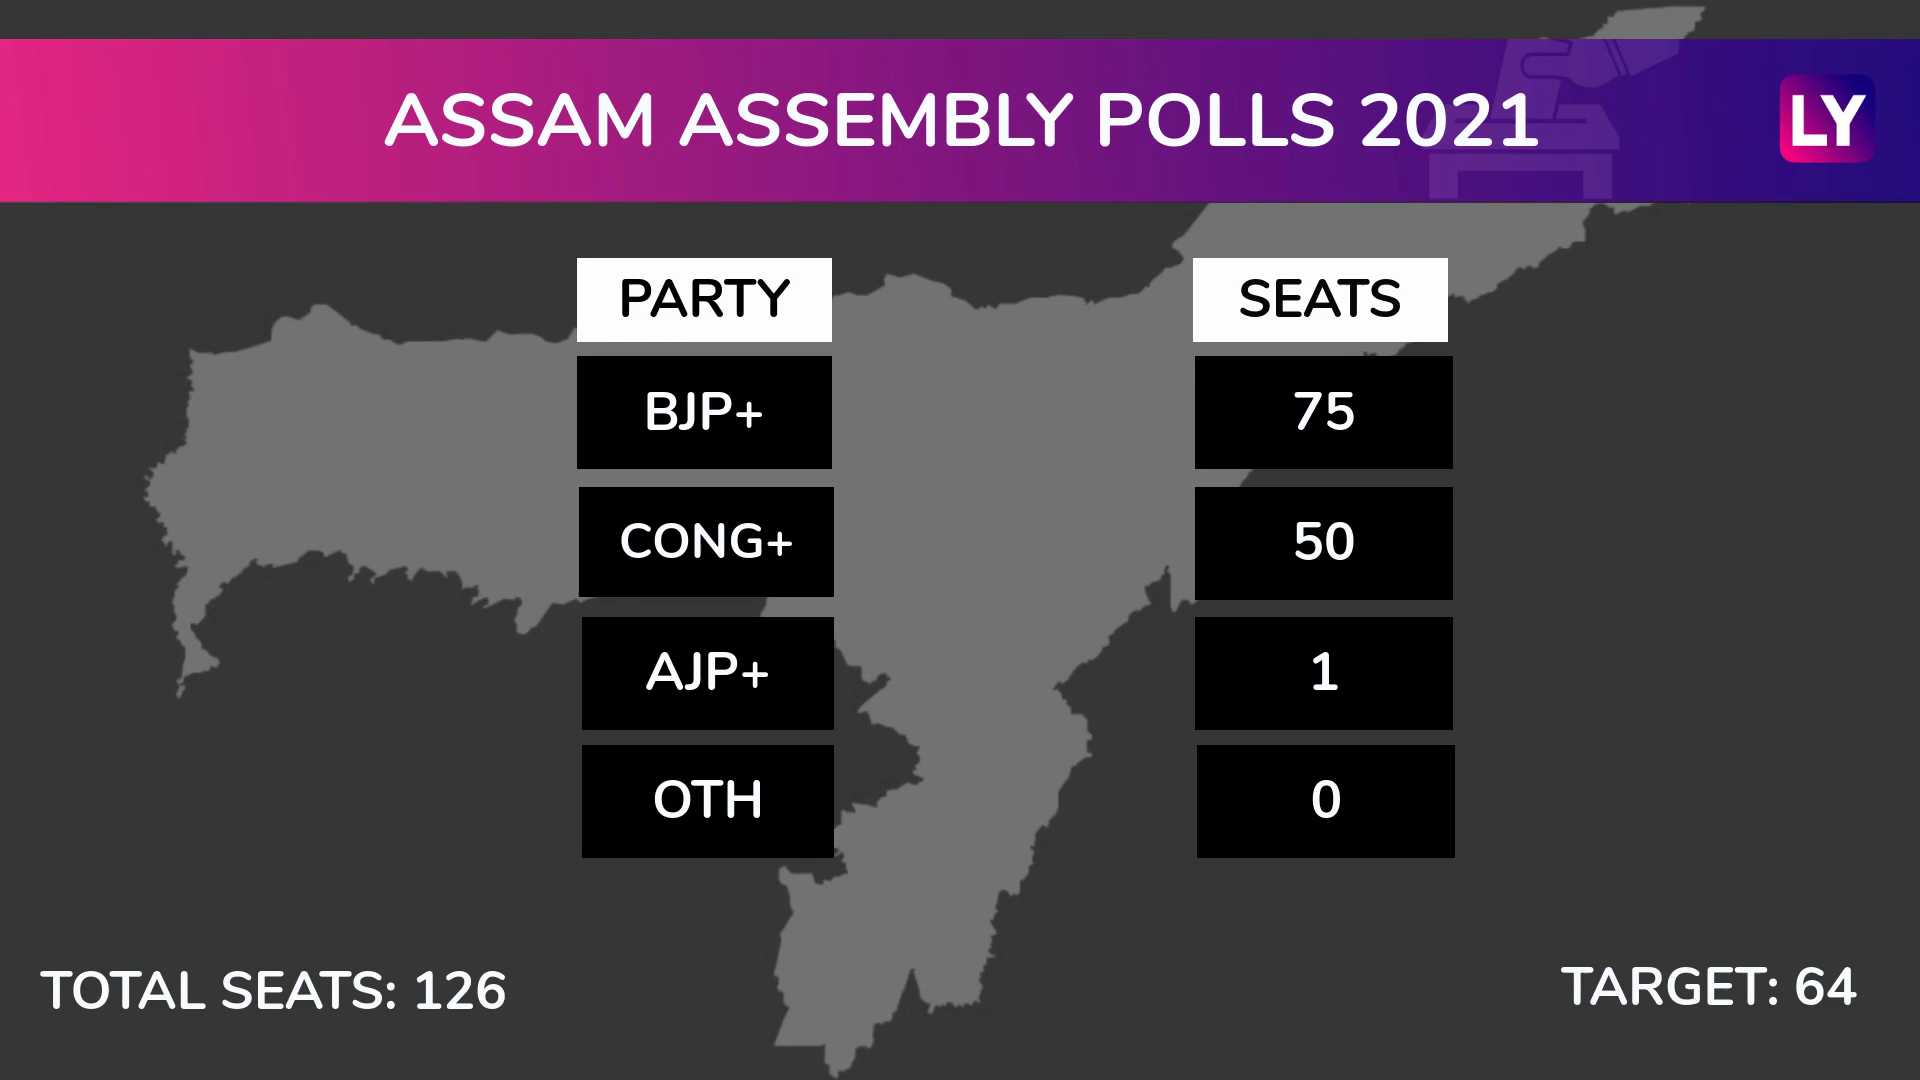 ASSAM ASSEMBLY POLLS 2021
LY
PARTY SEATS
BJP+ 75
CONG+ 50
AJP+ 1
OTH 0
TOTAL SEATS: 126
TARGET: 64